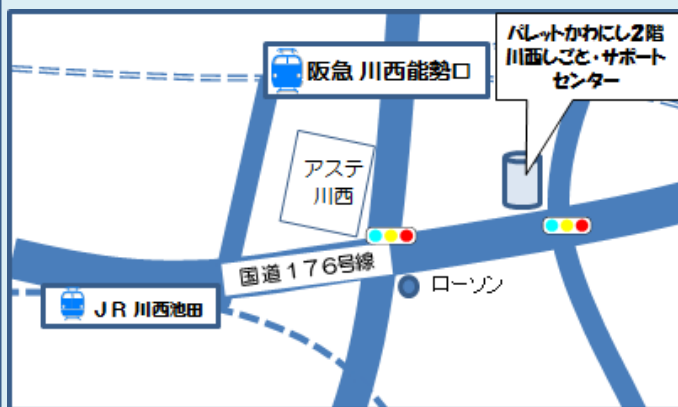 パレットかわにし2階
川西しごと・サポート
センター
阪急 川西能勢口
アステ
川西
国道176号線
ローソン
JR 川西池田